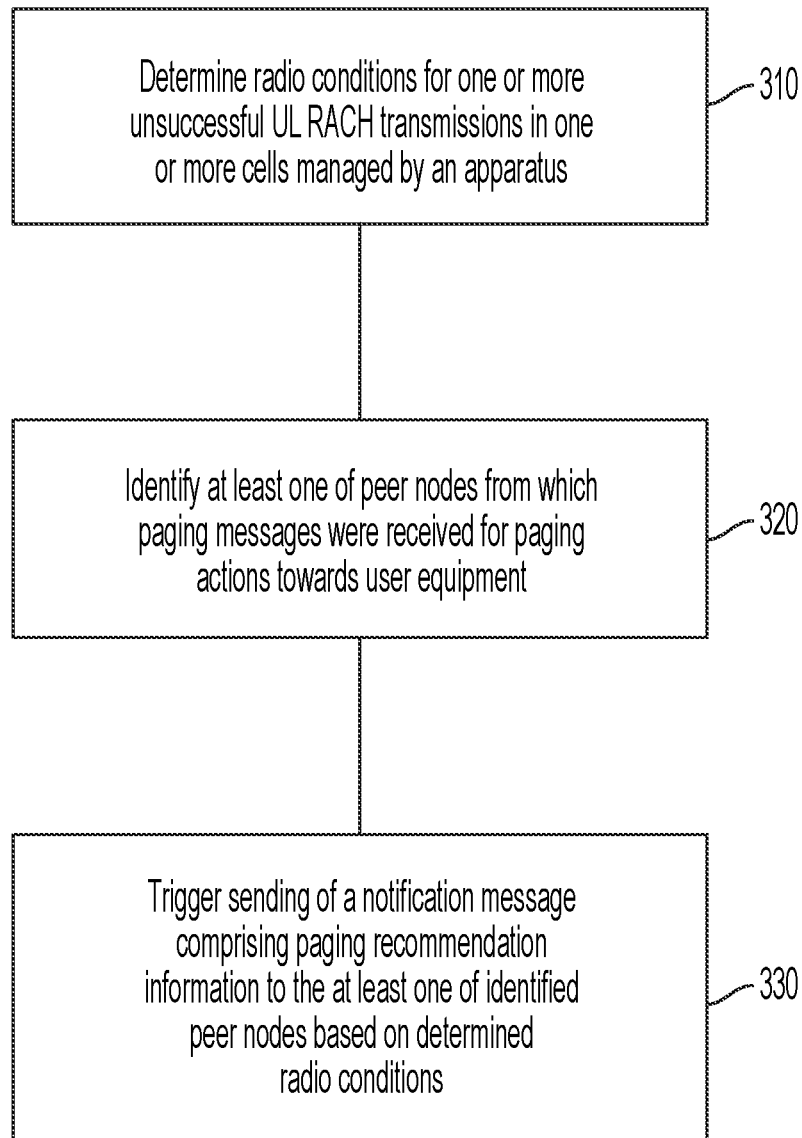 Determine radio conditions for one or more
unsuccessful UL RACH transmissions in one
or more cells managed by an apparatus
310
Identify at least one of peer nodes from which
paging messages were received for paging
actions towards user equipment
320
Trigger sending of a notification message
comprising paging recommendation
information to the at least one of identified
peer nodes based on determined
radio conditions
330